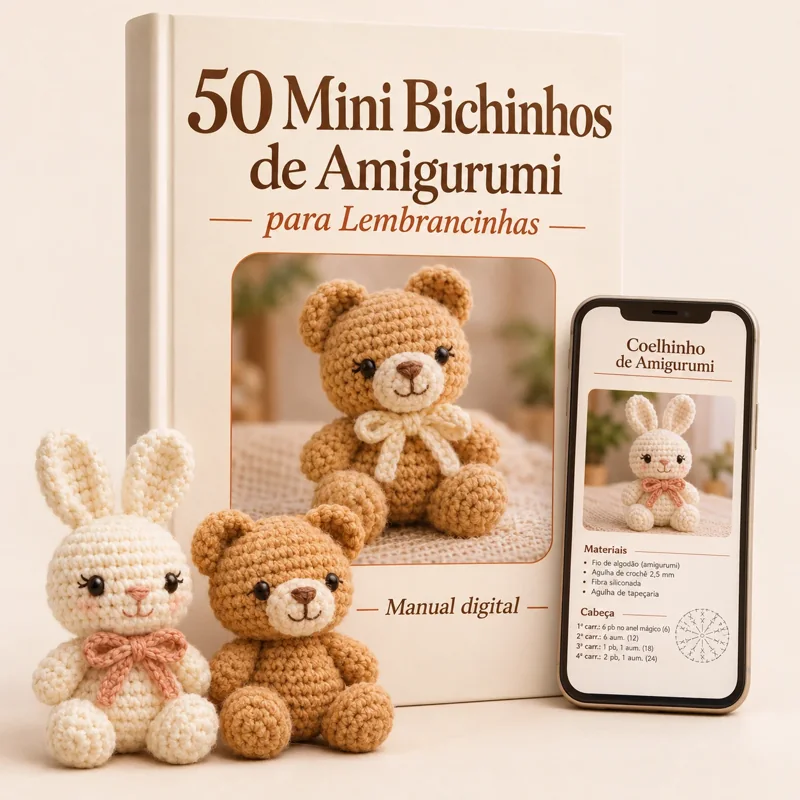 50 Mini Bichinhos
de Amigurumi
para Lembrancinhas
Manual digital
Coelhinho
de Amigurumi
Materiais
• Fio de algodão (amigurumi)
• Agulha de crochê 2,5 mm
• Fibra siliconada
• Agulha de tapeçaria
Cabeça
1ª carr.: 6 pb no anel mágico (6)
2ª carr.: 6 aum. (12)
3ª carr.: 1 pb, 1 aum. (18)
4ª carr.: 2 pb, 1 aum. (24)